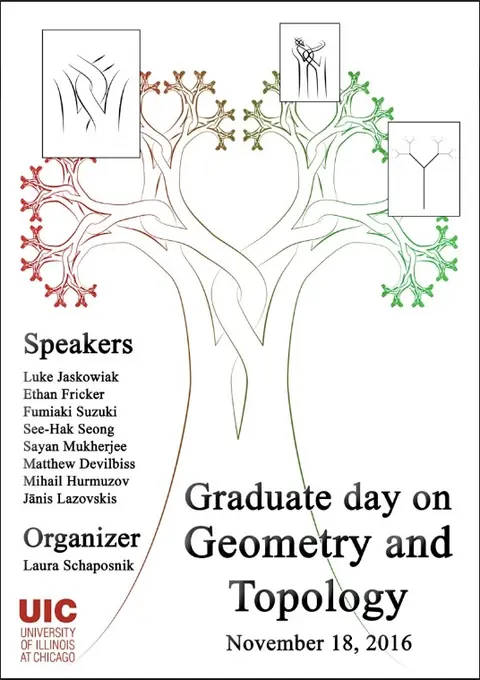 Speakers
Luke Jaskowiak
Ethan Fricker
Fumiaki Suzuki
See-Hak Seong
Sayan Mukherjee
Matthew Devilbiss
Mihail Hurmuzov
Jānis Lazovskis
Organizer
Laura Schaposnik
Graduate day on
Geometry and
Topology
November 18, 2016
UIC
UNIVERSITY
OF ILLINOIS
AT CHICAGO